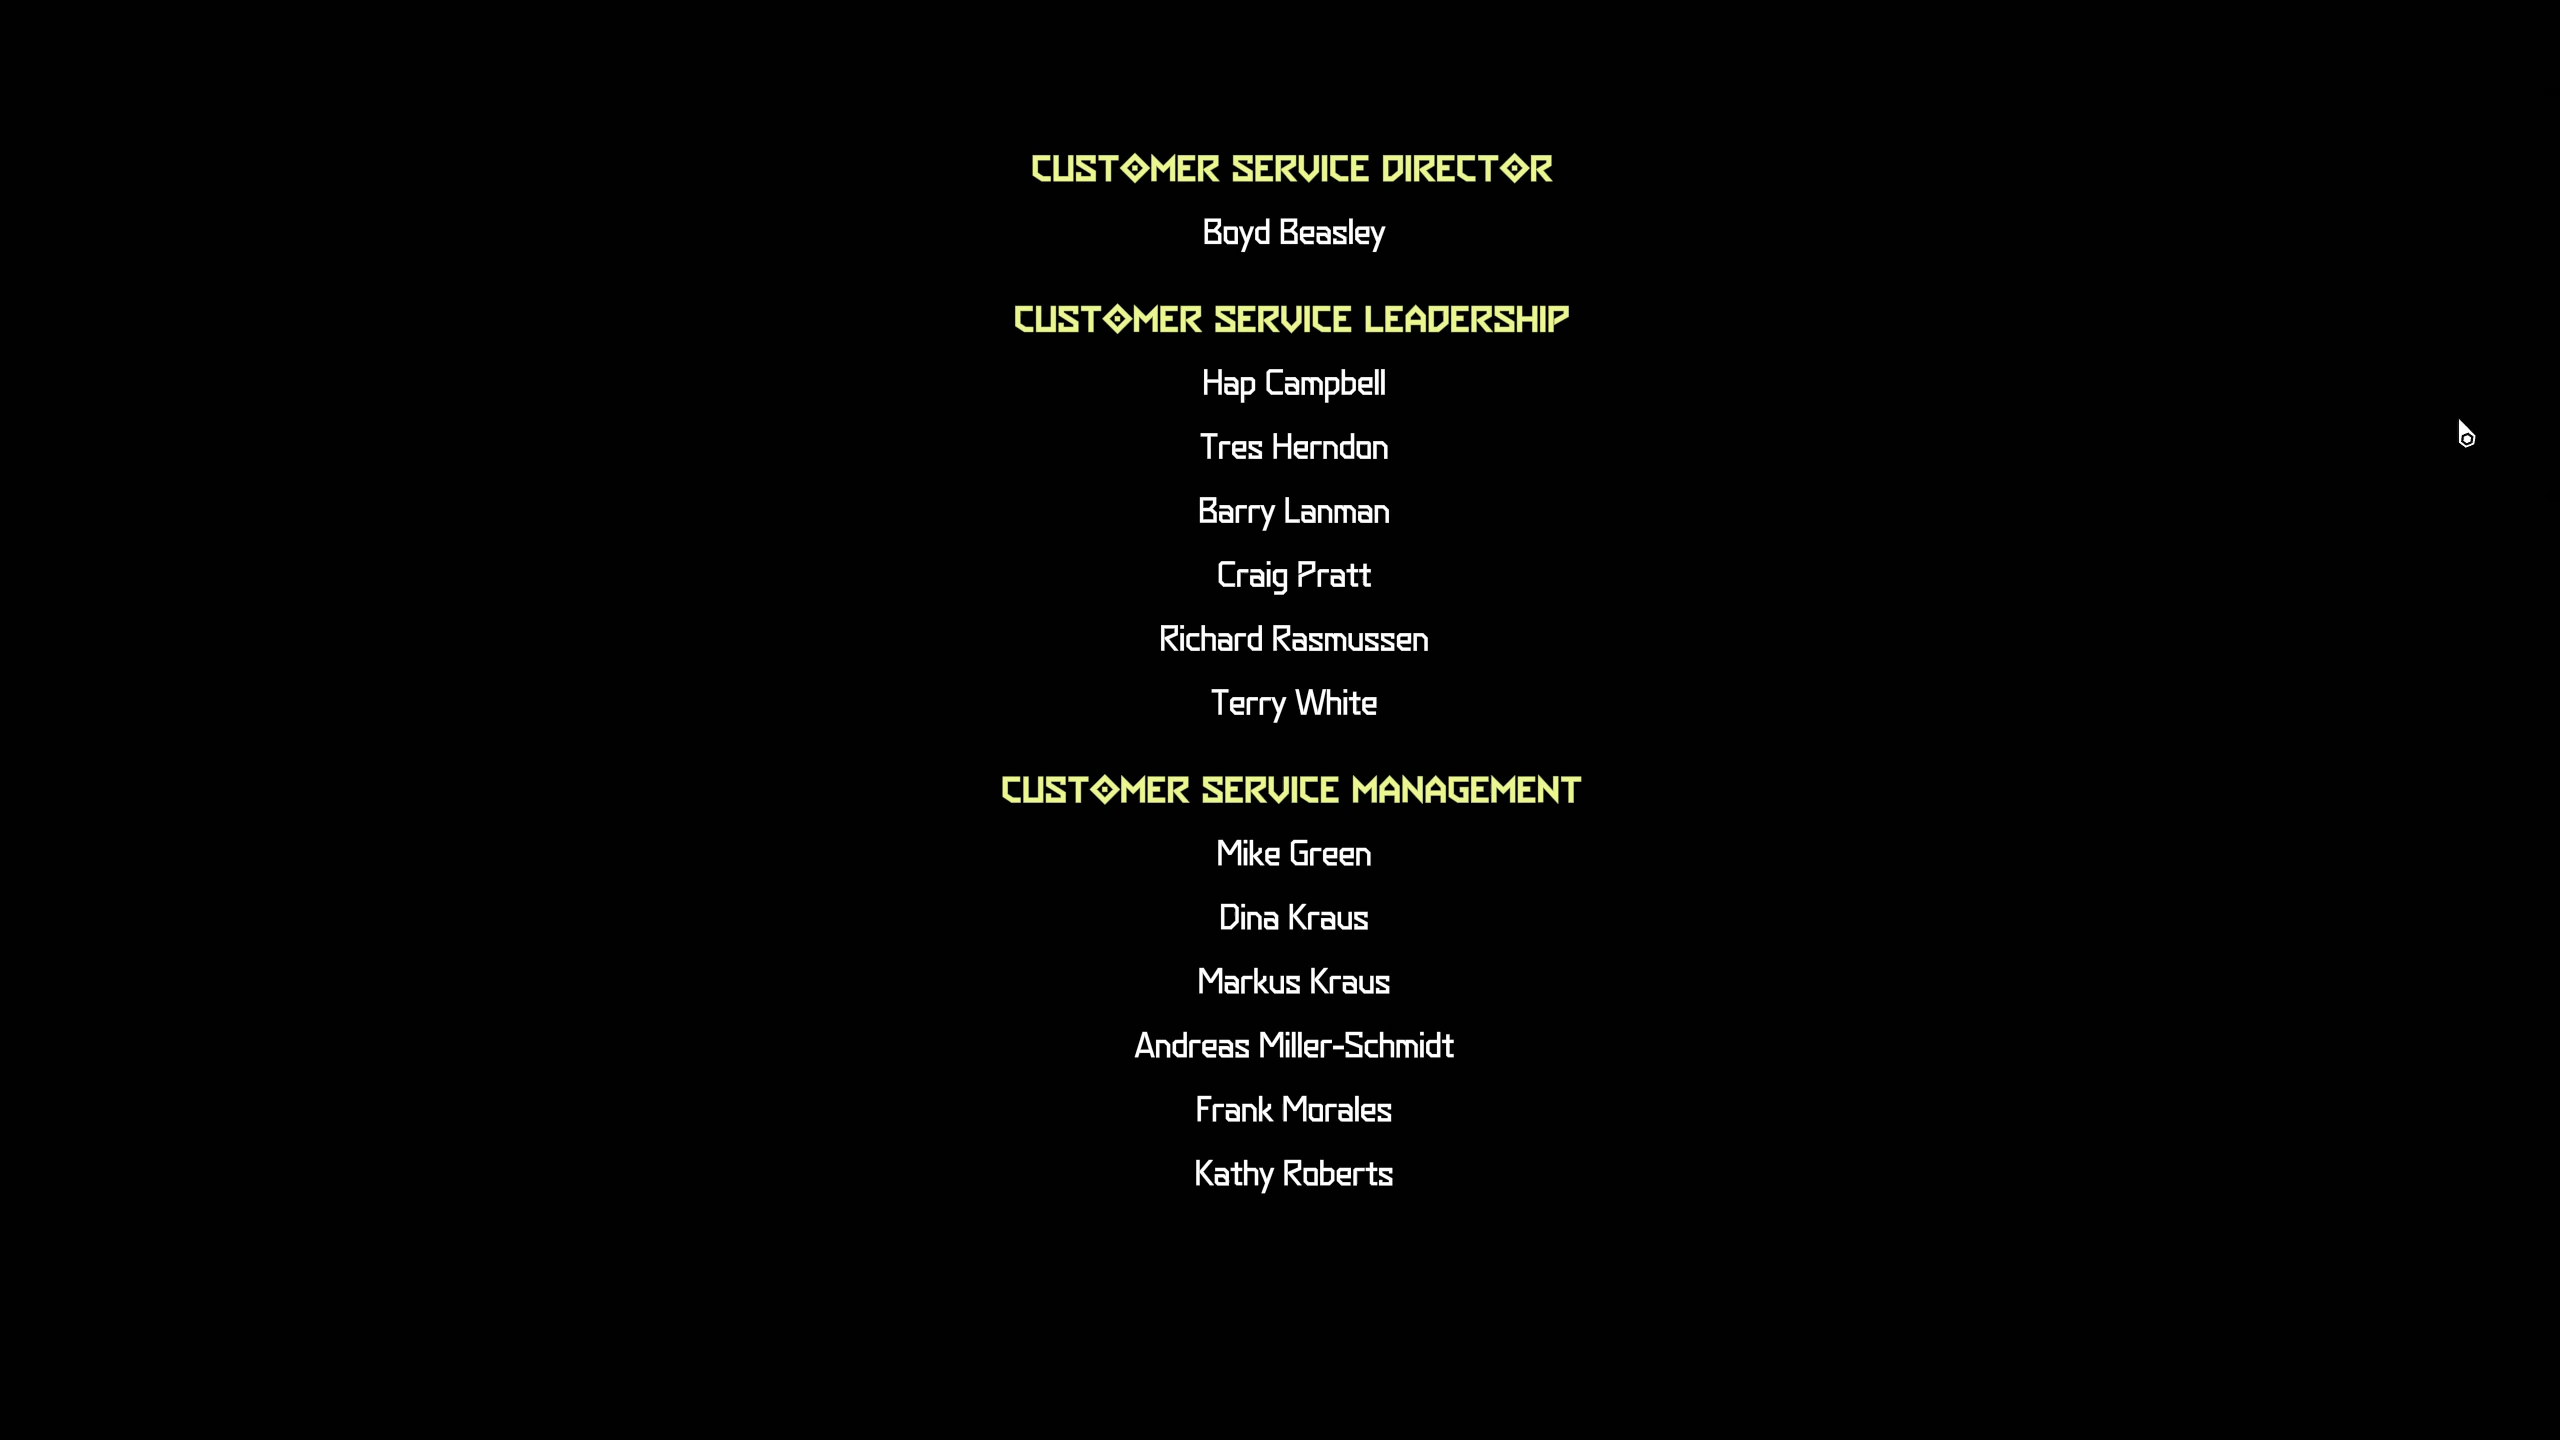 CUSTOMER SERVICE DIRECTOR
Boyd Beasley
CUSTOMER SERVICE LEADERSHIP
Hap Campbell
Tres Herndon
Barry Lanman
Craig Pratt
Richard Rasmussen
Terry White
CUSTOMER SERVICE MANAGEMENT
Mike Green
Dina Kraus
Markus Kraus
Andreas Miller-Schmidt
Frank Morales
Kathy Roberts